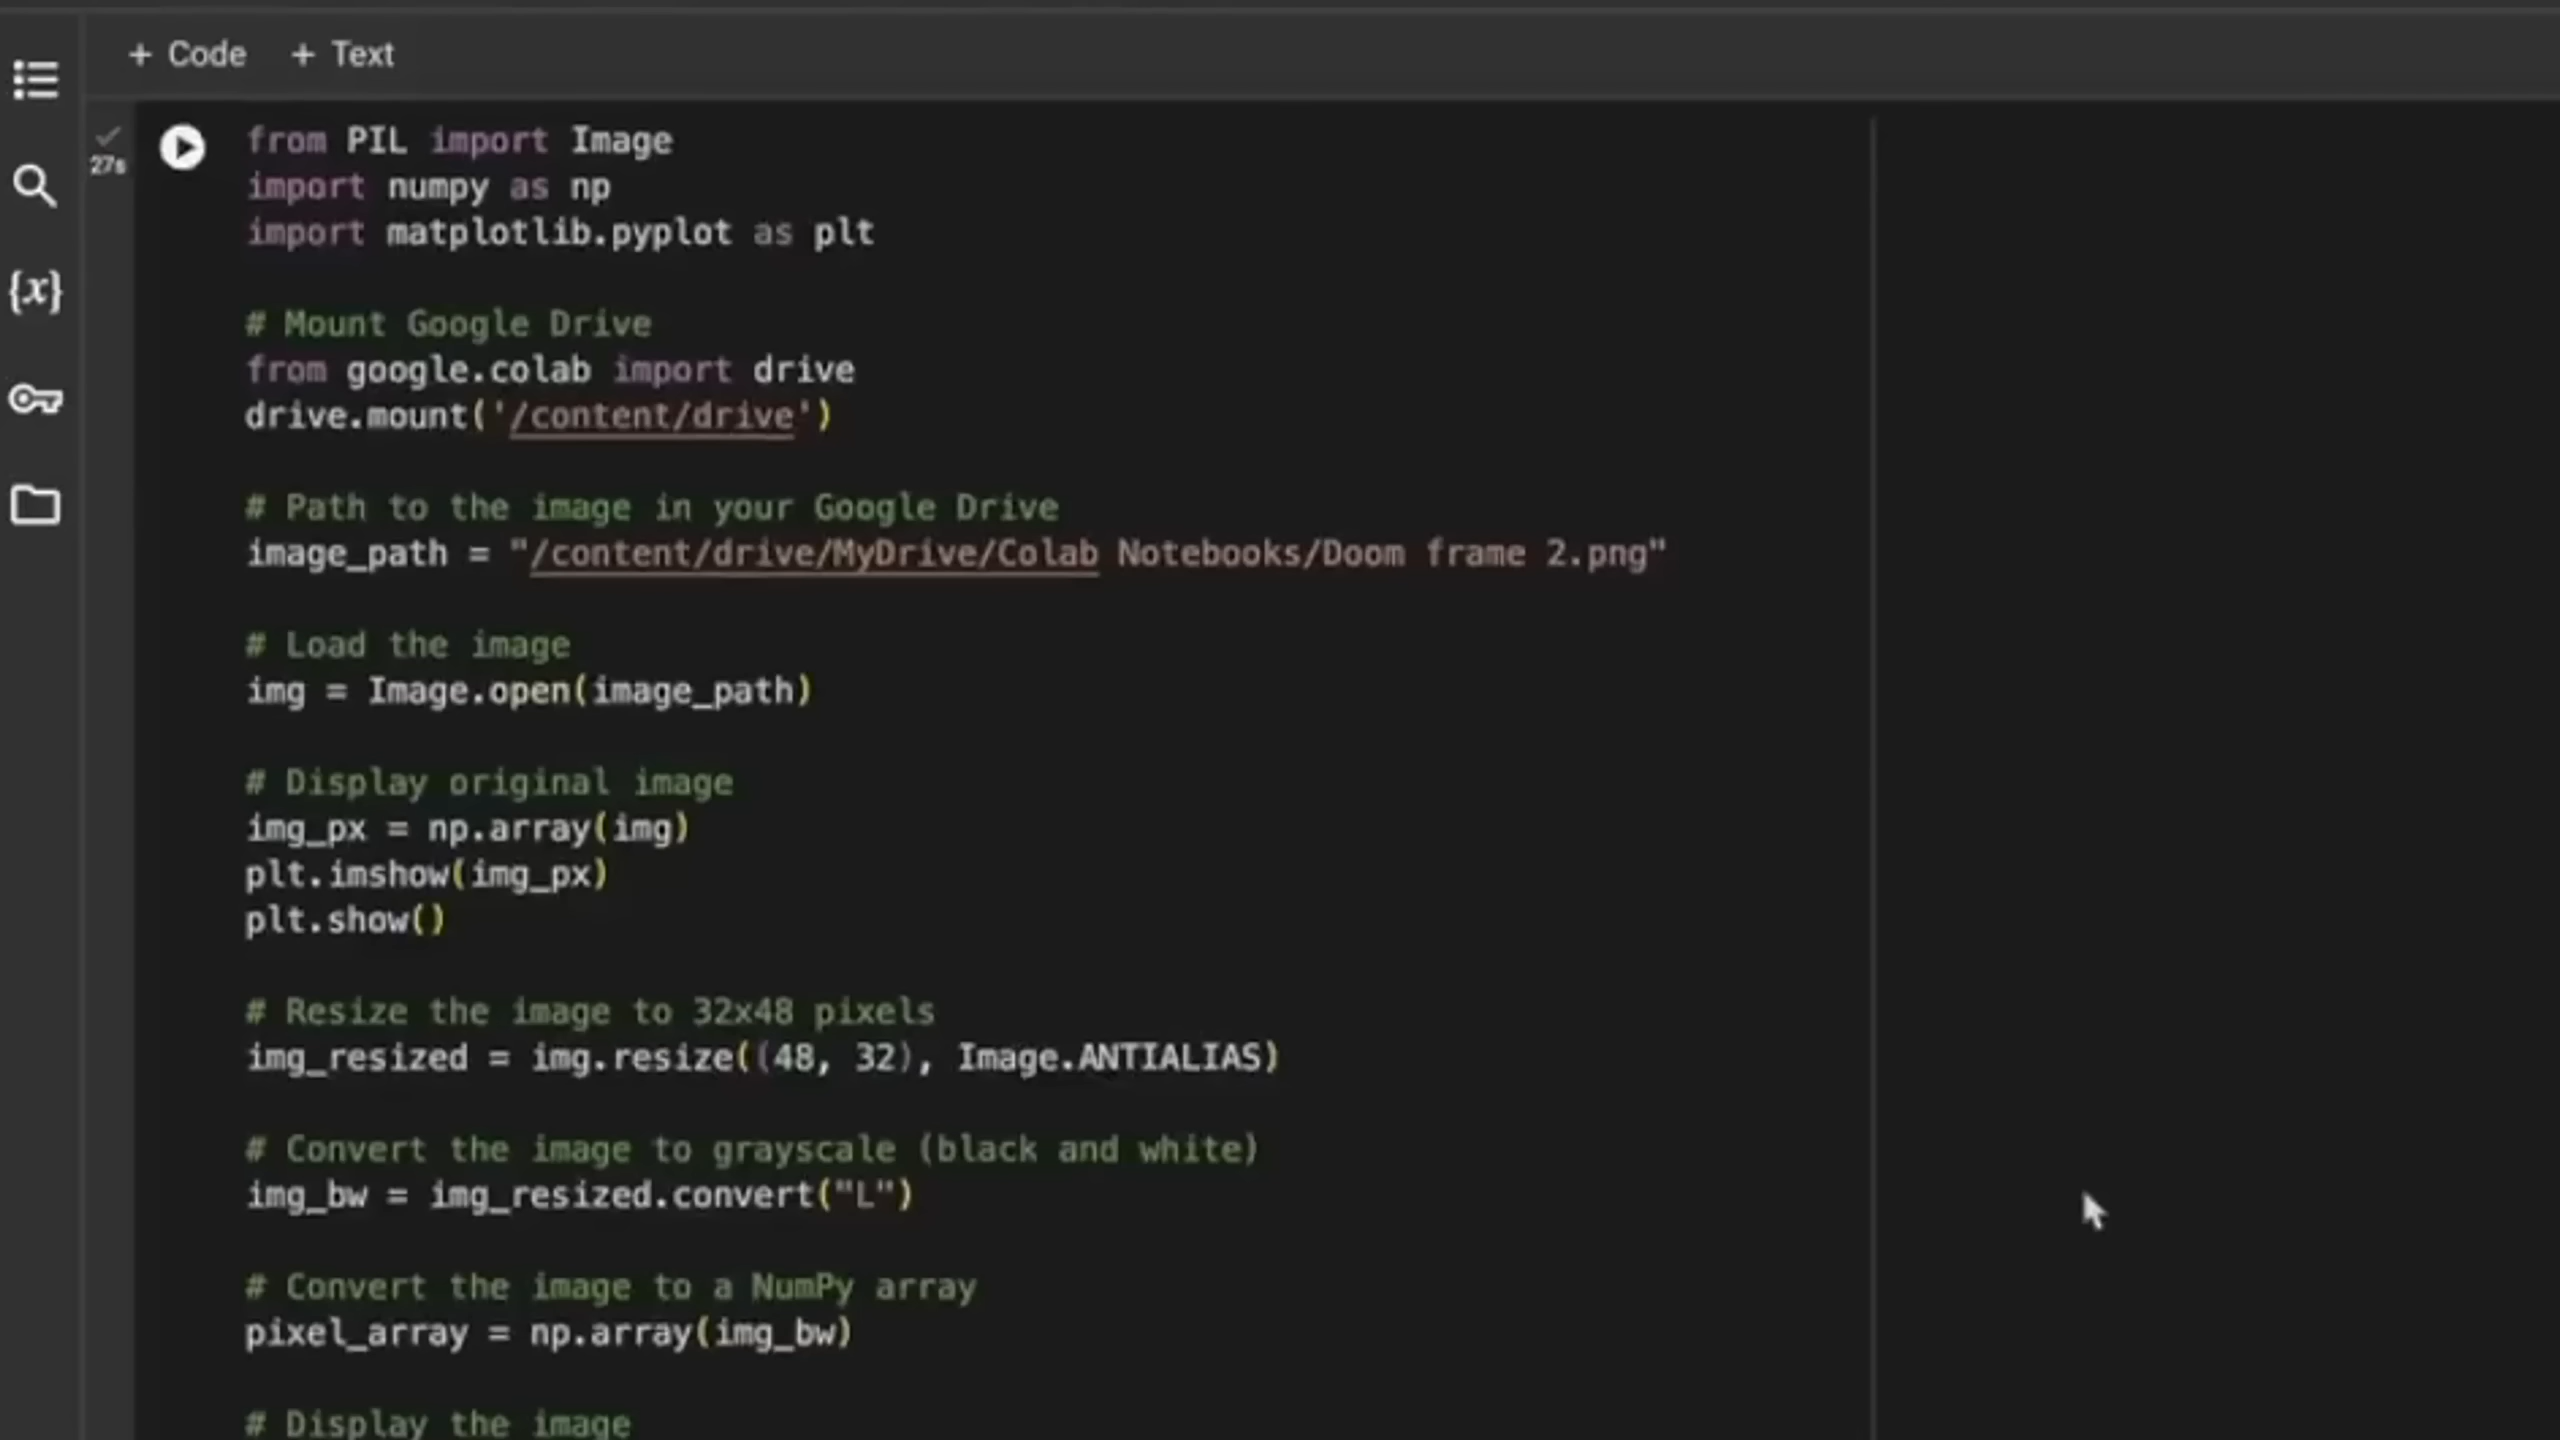 + Code + Text
27s
from PIL import Image
import numpy as np
import matplotlib.pyplot as plt
# Mount Google Drive
from google.colab import drive
drive.mount('/content/drive')
# Path to the image in your Google Drive
image_path = "/content/drive/MyDrive/Colab Notebooks/Doom frame 2.png"
# Load the image
img = Image.open(image_path)
# Display original image
img_px = np.array(img)
plt.imshow(img_px)
plt.show()
# Resize the image to 32x48 pixels
img_resized = img.resize((48, 32), Image.ANTIALIAS)
# Convert the image to grayscale (black and white)
img_bw = img_resized.convert("L")
# Convert the image to a NumPy array
pixel_array = np.array(img_bw)
# Display the image
{x}